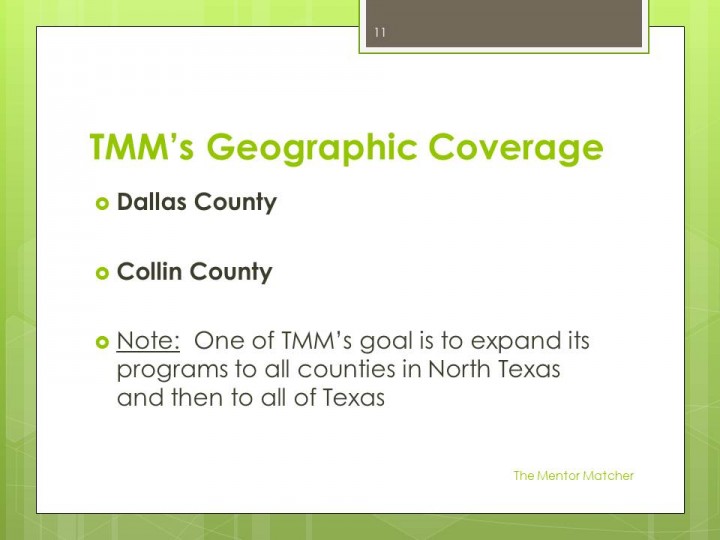 11
TMM’s Geographic Coverage
Dallas County
Collin County
Note:  One of TMM’s goal is to expand its
programs to all counties in North Texas
and then to all of Texas
The Mentor Matcher